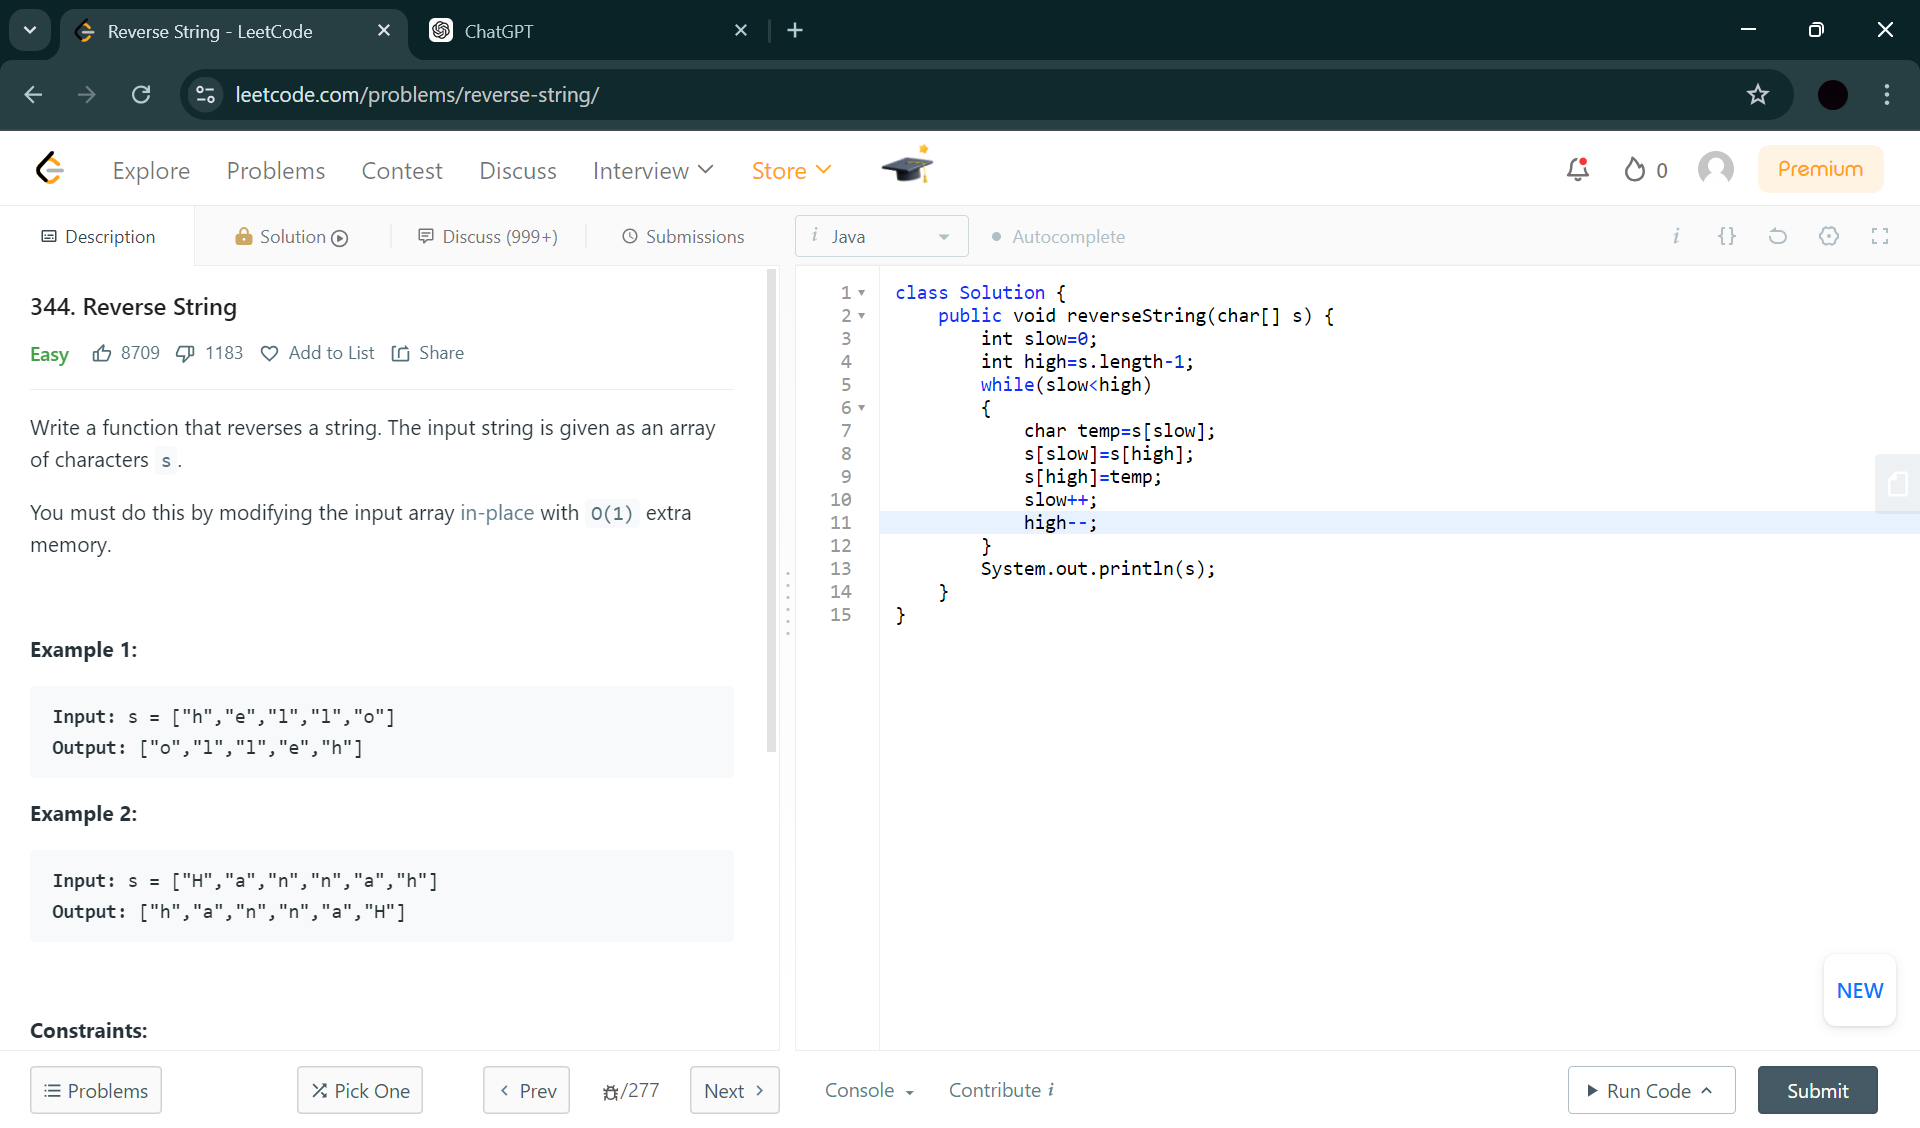 Reverse String - LeetCode
ChatGPT
leetcode.com/problems/reverse-string/
Explore Problems Contest Discuss Interview Store 0 Premium
Description Solution Discuss (999+) Submissions i Java Autocomplete i {}
344. Reverse String
Easy 8709 1183 Add to List Share
Write a function that reverses a string. The input string is given as an array
of characters s .
You must do this by modifying the input array in-place with O(1) extra
memory.
Example 1:
Input: s = ["h","e","l","l","o"]
Output: ["o","l","l","e","h"]
Example 2:
Input: s = ["H","a","n","n","a","h"]
Output: ["h","a","n","n","a","H"]
Constraints:
1 class Solution {
2 public void reverseString(char[] s) {
3 int slow=0;
4 int high=s.length-1;
5 while(slow<high)
6 {
7 char temp=s[slow];
8 s[slow]=s[high];
9 s[high]=temp;
10 slow++;
11 high--;
12 }
13 System.out.println(s);
14 }
15 }
NEW
Problems Pick One Prev /277 Next Console Contribute i Run Code Submit